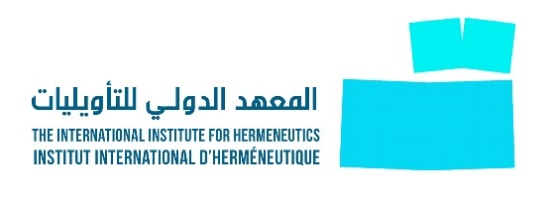 المعهد الدولي للتأويليات
THE INTERNATIONAL INSTITUTE FOR HERMENEUTICS
INSTITUT INTERNATIONAL D'HERMÉNEUTIQUE